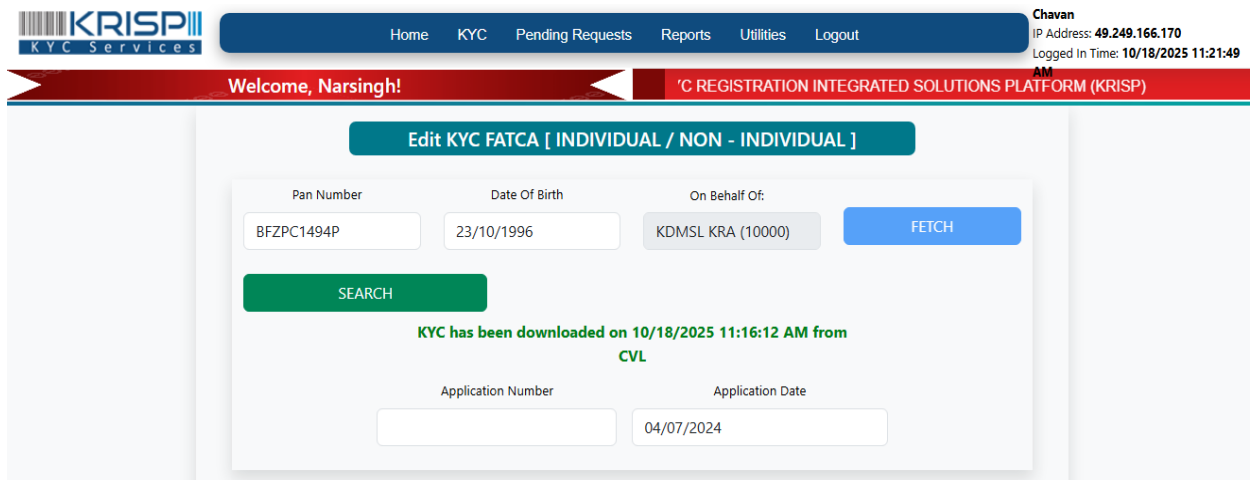 KRISP
KYC Services
Home KYC Pending Requests Reports Utilities Logout
Chavan
IP Address: 49.249.166.170
Logged In Time: 10/18/2025 11:21:49
AM
Welcome, Narsingh!
'C REGISTRATION INTEGRATED SOLUTIONS PLATFORM (KRISP)
Edit KYC FATCA [ INDIVIDUAL / NON - INDIVIDUAL ]
Pan Number Date Of Birth On Behalf Of:
BFZPC1494P 23/10/1996 KDMSL KRA (10000) FETCH
SEARCH
KYC has been downloaded on 10/18/2025 11:16:12 AM from
CVL
Application Number Application Date
04/07/2024